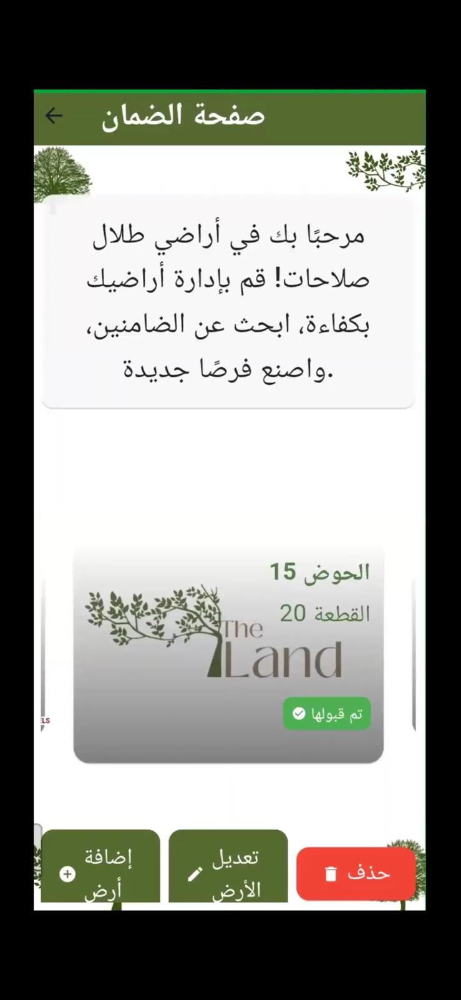 صفحة الضمان
مرحبًا بك في أراضي طلال
صلاحات! قم بإدارة أراضيك
بكفاءة، ابحث عن الضامنين،
واصنع فرصًا جديدة.
الحوض 15
القطعة 20
The
Land
تم قبولها
ELS
حذف
تعديل
الأرض
إضافة
أرض